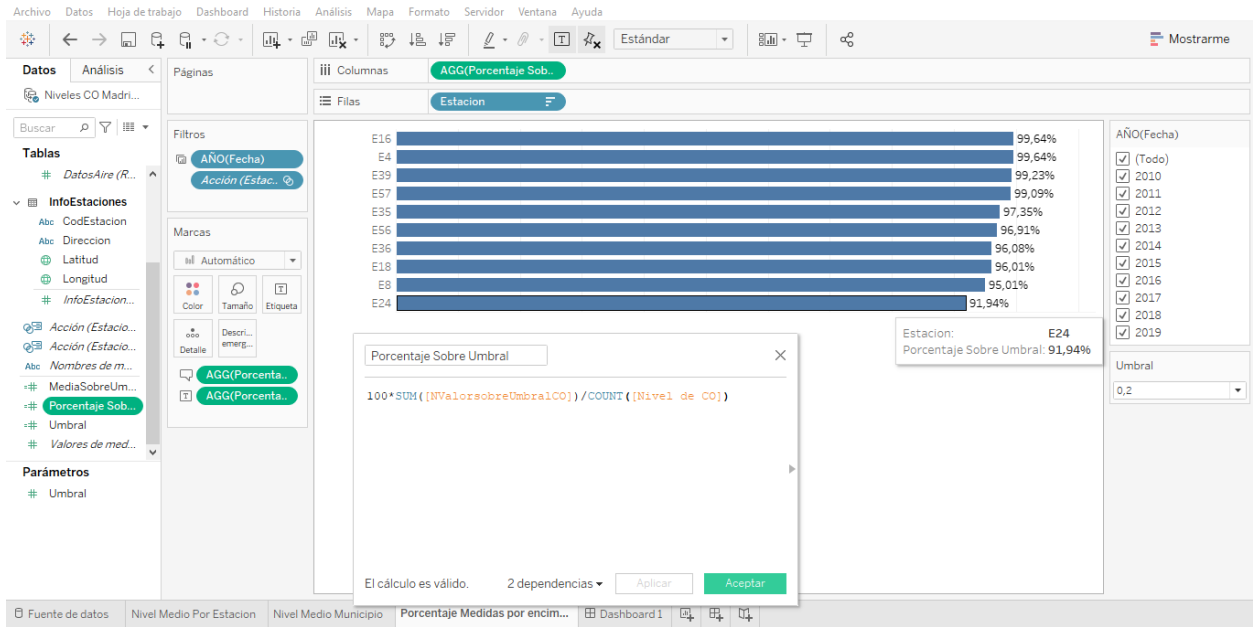 Archivo Datos Hoja de trabajo Dashboard Historia Análisis Mapa Formato Servidor Ventana Ayuda
Estándar
Mostrarme
Datos Análisis
Niveles CO Madri...
Buscar
Tablas
DatosAire (R...
InfoEstaciones
Abc CodEstacion
Abc Direccion
Latitud
Longitud
InfoEstacion...
Acción (Estacio...
Acción (Estacio...
Abc Nombres de m...
MediaSobreUm...
Porcentaje Sob...
Umbral
Valores de med...
Parámetros
Umbral
Páginas
Filtros
AÑO(Fecha)
Acción (Estac..
Marcas
Automático
Color Tamaño Etiqueta
Detalle Descri... emerg...
AGG(Porcenta..
AGG(Porcenta..
Columnas AGG(Porcentaje Sob..
Filas Estacion
E16 99,64%
E4 99,64%
E39 99,23%
E57 99,09%
E35 97,35%
E56 96,91%
E36 96,08%
E18 96,01%
E8 95,01%
E24 91,94%
Estacion: E24
Porcentaje Sobre Umbral: 91,94%
Porcentaje Sobre Umbral
100*SUM([NValorsobreUmbralCO])/COUNT([Nivel de CO])
El cálculo es válido. 2 dependencias Aplicar Aceptar
AÑO(Fecha)
(Todo)
2010
2011
2012
2013
2014
2015
2016
2017
2018
2019
Umbral
0,2
Fuente de datos Nivel Medio Por Estacion Nivel Medio Municipio Porcentaje Medidas por encim... Dashboard 1